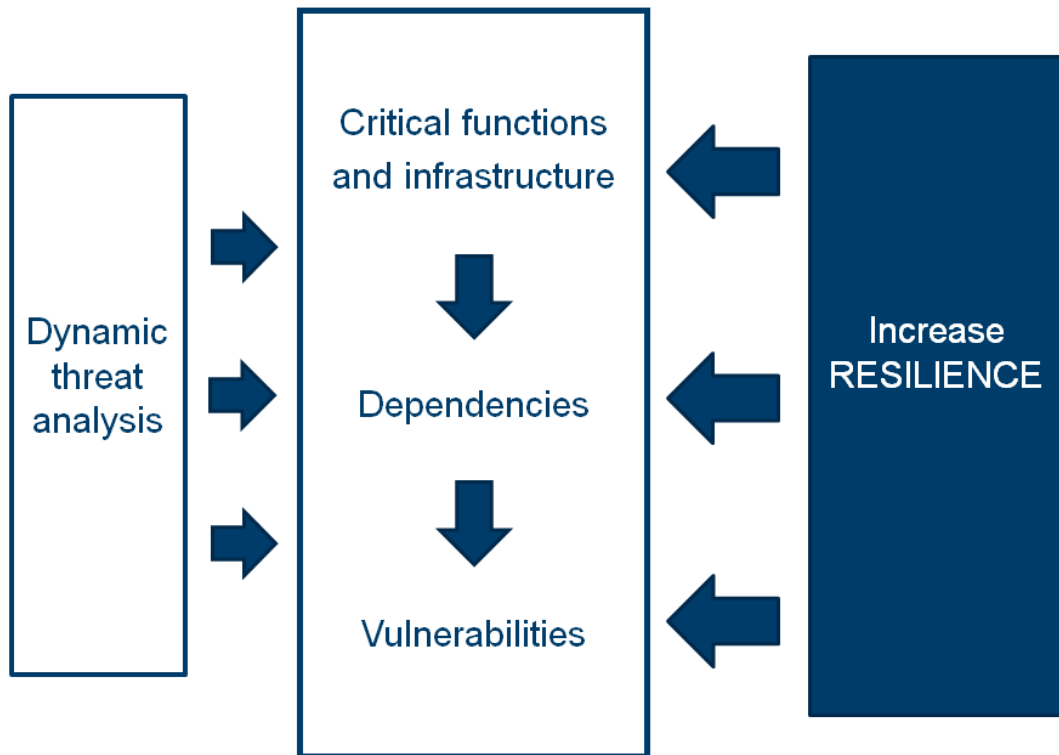 Dynamic
threat
analysis
Critical functions
and infrastructure
Dependencies
Vulnerabilities
Increase
RESILIENCE